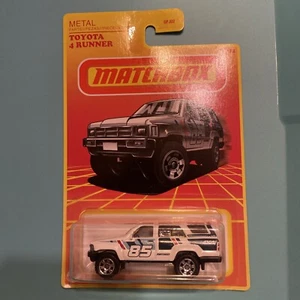 METAL
TOYOTA
4 RUNNER
MATCHBOX
85